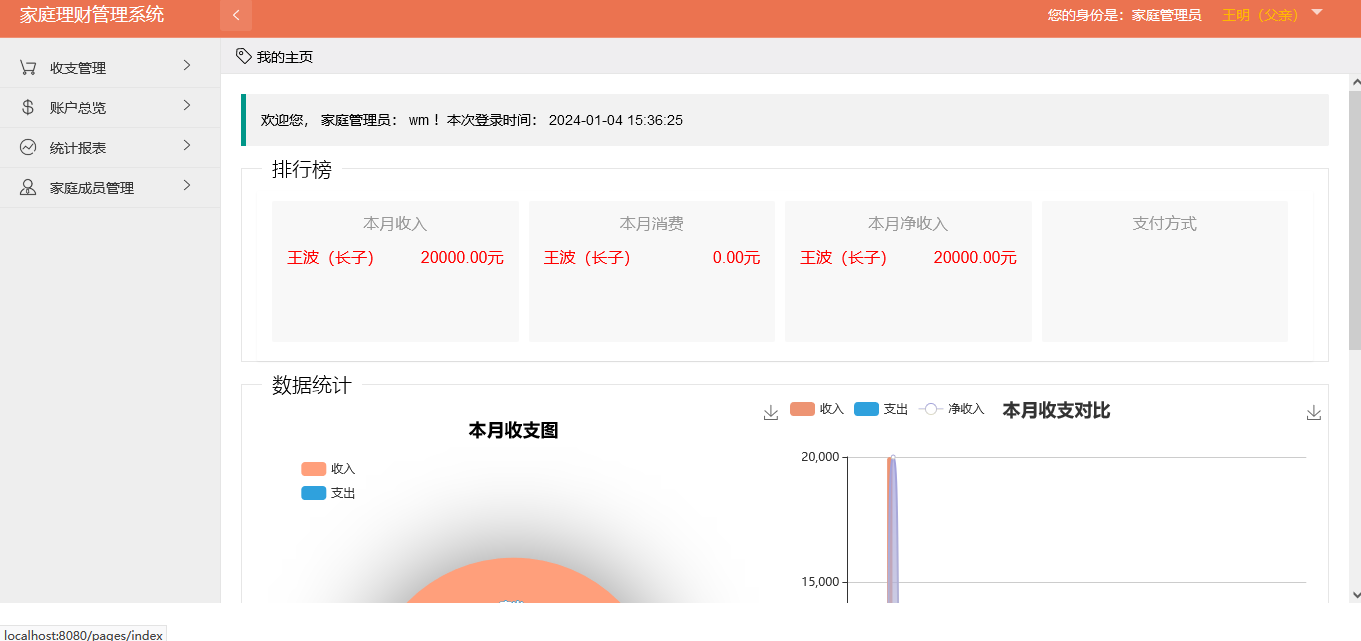 家庭理财管理系统
您的身份是：家庭管理员 王明（父亲）
收支管理
账户总览
统计报表
家庭成员管理
我的主页
欢迎您， 家庭管理员： wm！本次登录时间： 2024-01-04 15:36:25
排行榜
本月收入 本月消费 本月净收入 支付方式
王波（长子） 20000.00元 王波（长子） 0.00元 王波（长子） 20000.00元
数据统计
本月收支图
收入
支出
收入 支出 净收入 本月收支对比
20,000
15,000
localhost:8080/pages/index